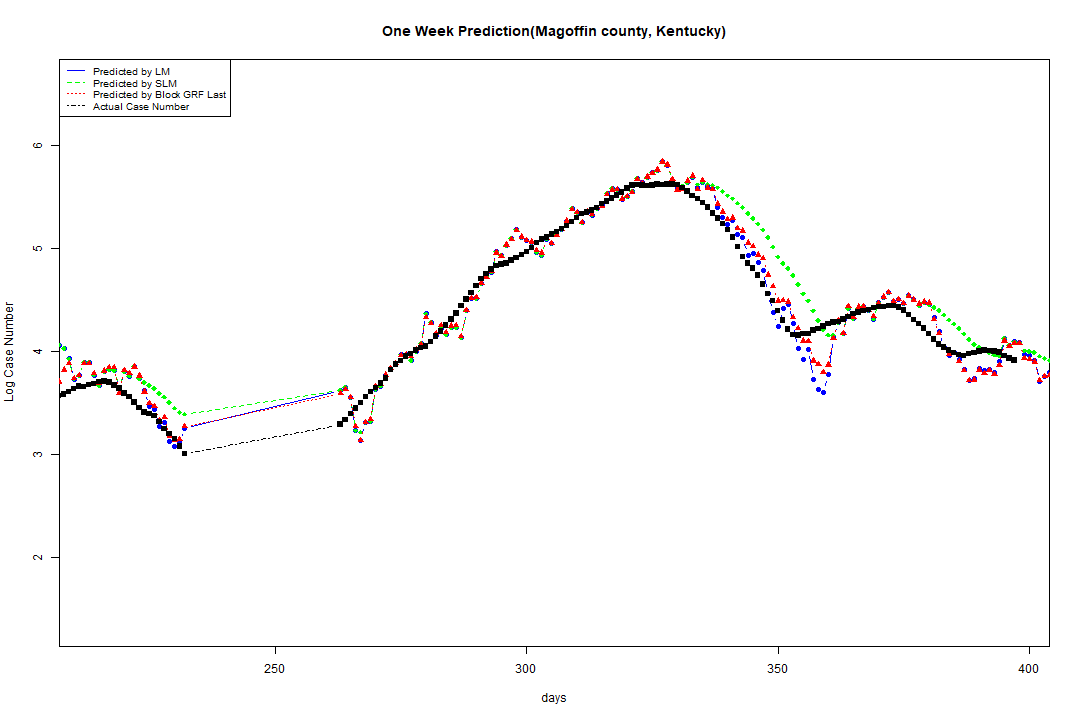 One Week Prediction(Magoffin county, Kentucky)
Predicted by LM
Predicted by SLM
Predicted by Block GRF Last
Actual Case Number
Log Case Number
6
5
4
3
2
250 300 350 400
days